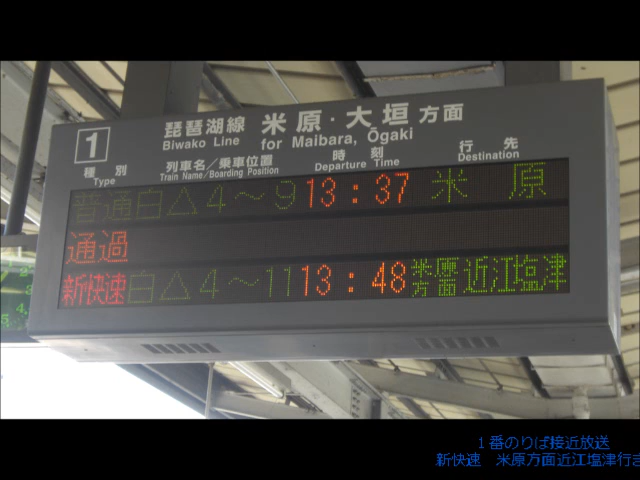 1 琵琶湖線 米原・大垣 方面
Biwako Line for Maibara, Ōgaki
種別 列車名/乗車位置 時刻 行先
Type Train Name/Boarding Position Departure Time Destination
普通 白△4〜9 13:37 米原
通過
新快速 白△4〜11 13:48 米原方面 近江塩津
1番のりば接近放送
新快速 米原方面近江塩津行ま